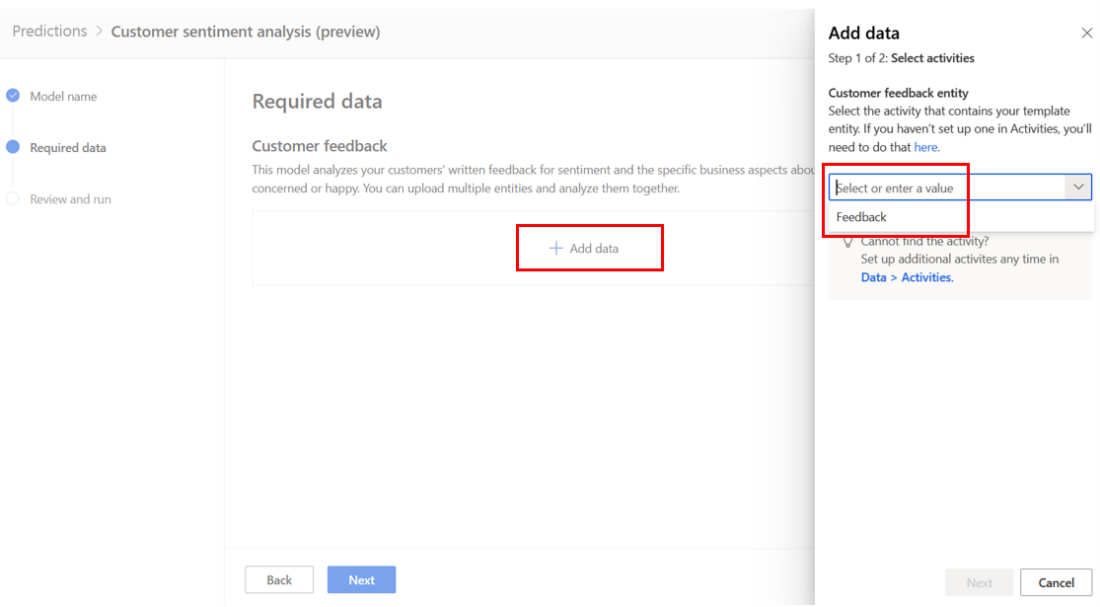 Predictions > Customer sentiment analysis (preview)
Model name
Required data
Review and run
Required data
Customer feedback
This model analyzes your customers' written feedback for sentiment and the specific business aspects
concerned or happy. You can upload multiple entities and analyze them together.
+ Add data
Back
Next
Add data
Step 1 of 2: Select activities
Customer feedback entity
Select the activity that contains your template
entity. If you haven't set up one in Activities, you'll
need to do that here.
Select or enter a value
Feedback
Cannot find the activity?
Set up additional activites any time in
Data > Activities.
Next
Cancel